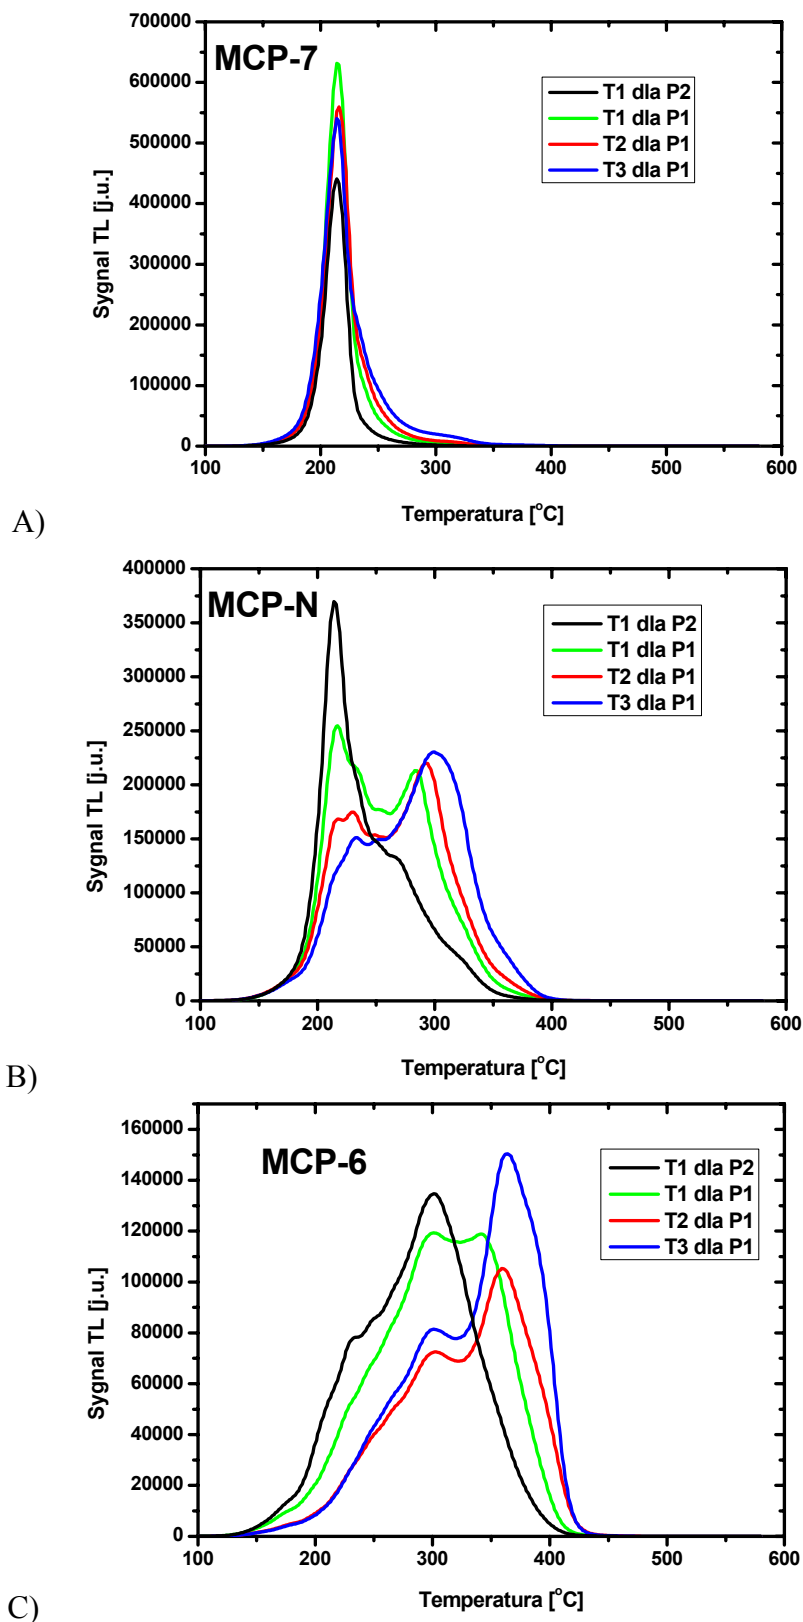 MCP-7
T1 dla P2
T1 dla P1
T2 dla P1
T3 dla P1
Sygnal TL [j.u.]
700000
600000
500000
400000
300000
200000
100000
0
100 200 300 400 500 600
Temperatura [°C]
A)
MCP-N
T1 dla P2
T1 dla P1
T2 dla P1
T3 dla P1
Sygnal TL [j.u.]
400000
350000
300000
250000
200000
150000
100000
50000
0
100 200 300 400 500 600
Temperatura [°C]
B)
MCP-6
T1 dla P2
T1 dla P1
T2 dla P1
T3 dla P1
Sygnal TL [j.u.]
160000
140000
120000
100000
80000
60000
40000
20000
0
100 200 300 400 500 600
Temperatura [°C]
C)